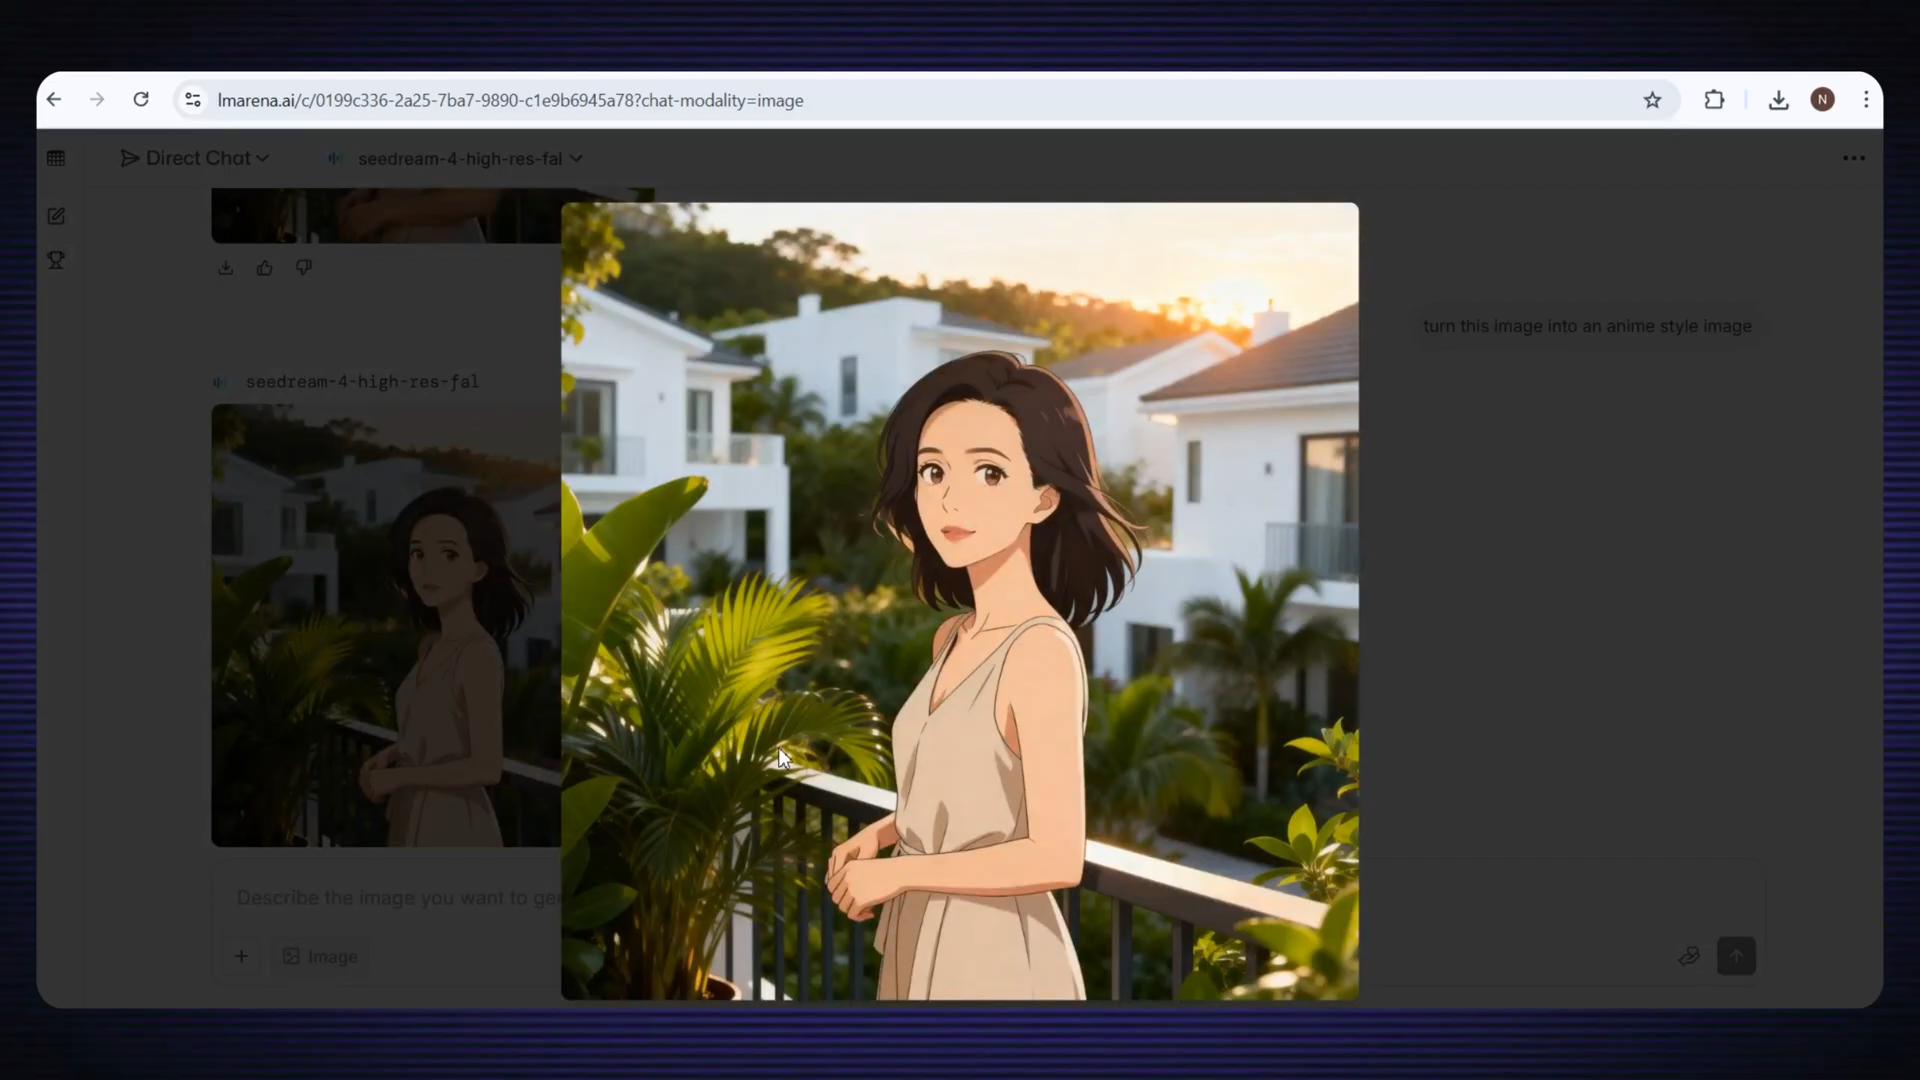 lmarena.ai/c/0199c336-2a25-7ba7-9890-c1e9b6945a78?chat-modality=image
N
Direct Chat
seedream-4-high-res-fal
turn this image into an anime style image
seedream-4-high-res-fal
Describe the image you want to ge
Image